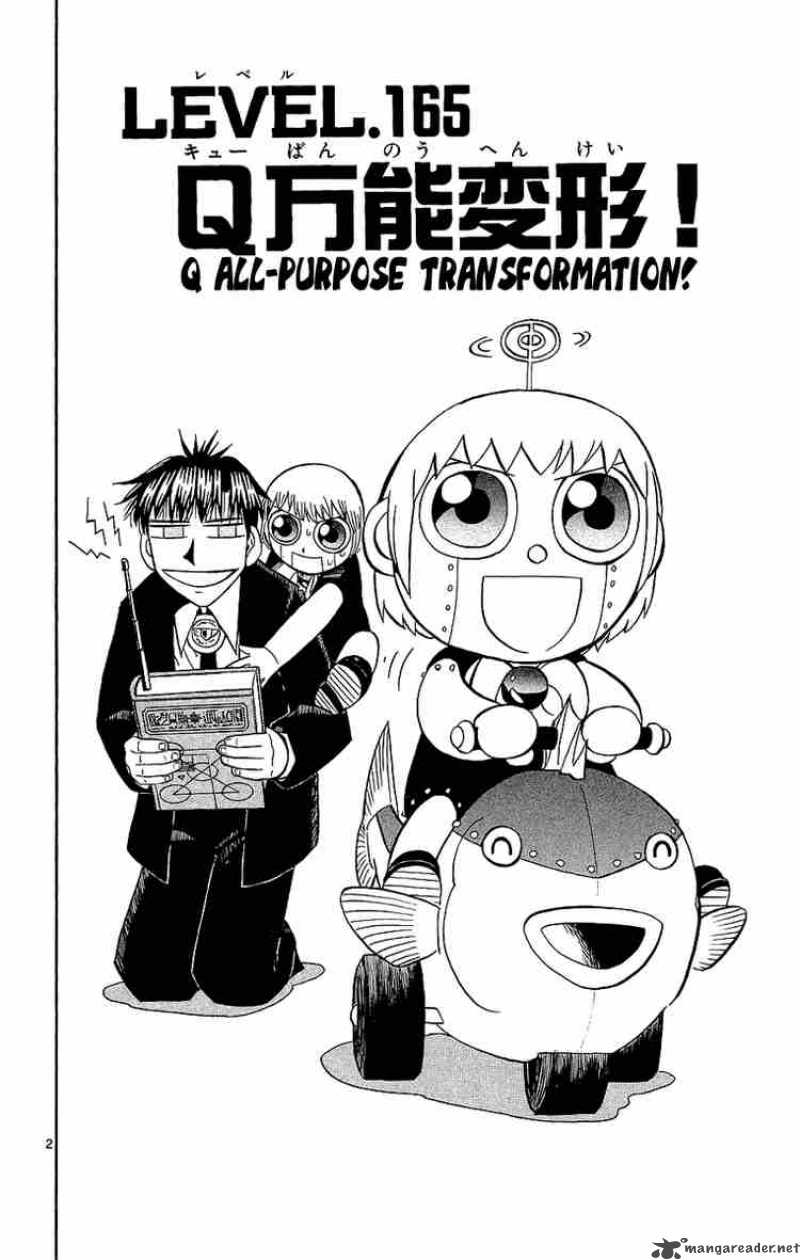 レベル
LEVEL.165
キュー ばん のう へん けい
Q万能変形!
Q ALL-PURPOSE TRANSFORMATION!
2
mangareader.net